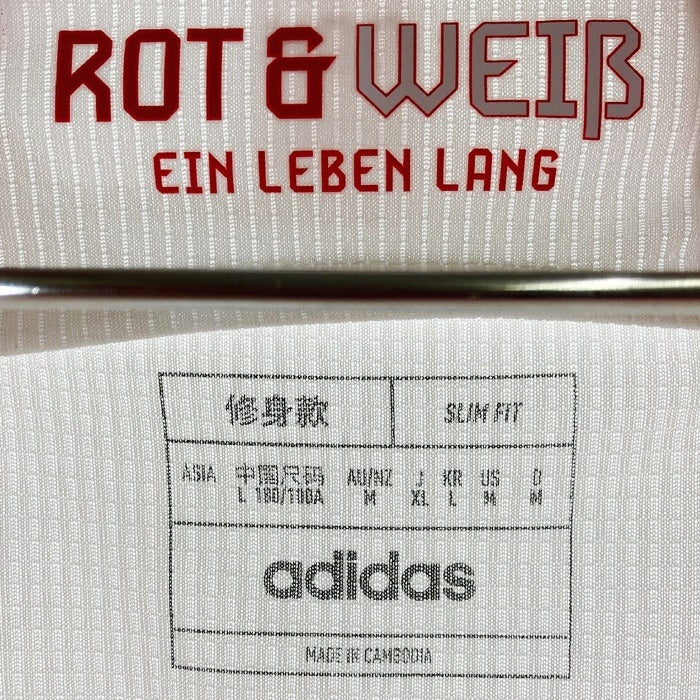 ROT & WEIß
EIN LEBEN LANG
修身款 SLIM FIT
ASIA 中国尺码 AU/NZ J KR US D
L 180/100A M XL L M M
adidas
MADE IN CAMBODIA